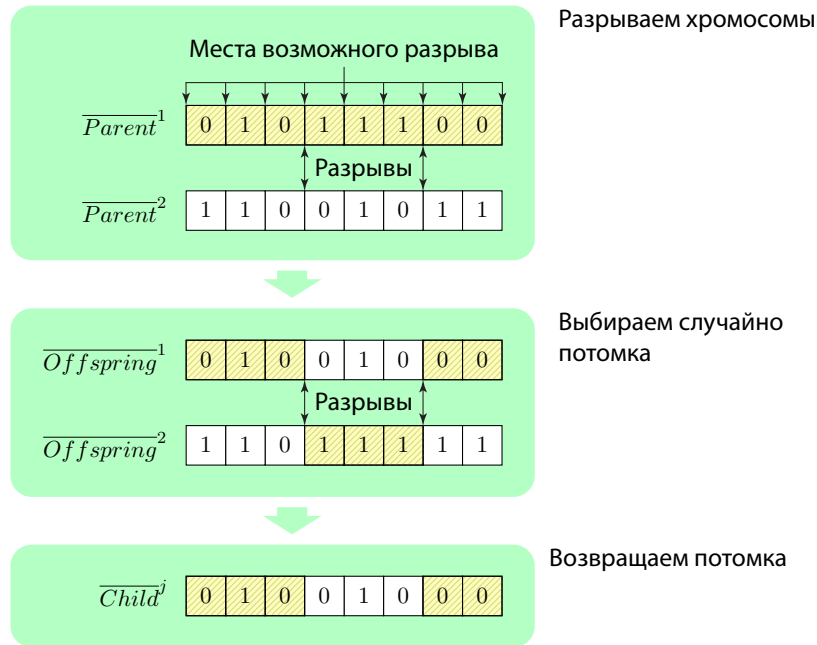 Разрываем хромосомы
Места возможного разрыва
Parent¹ 0 1 0 1 1 1 0 0
Разрывы
Parent² 1 1 0 0 1 0 1 1
Выбираем случайно
потомка
Offspring¹ 0 1 0 0 1 0 0 0
Разрывы
Offspring² 1 1 0 1 1 1 1 1
Возвращаем потомка
Childʲ 0 1 0 0 1 0 0 0